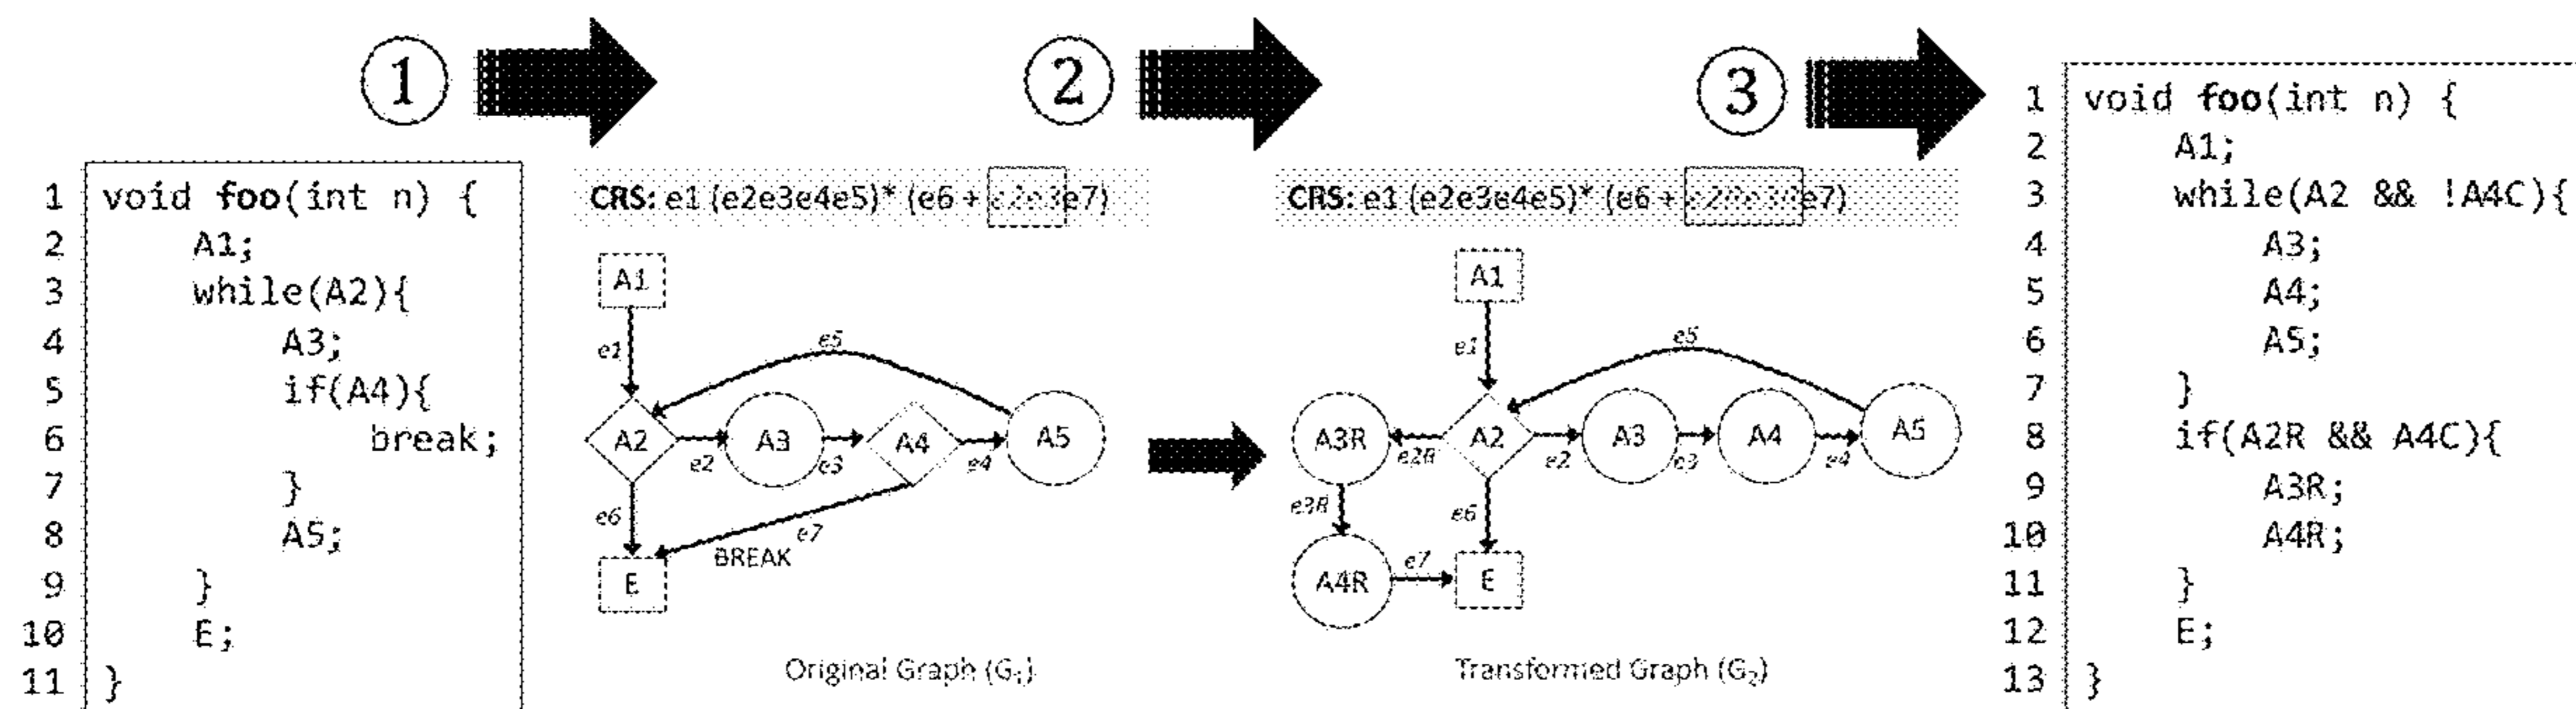 1
2
3
1 void foo(int n) {
2 A1;
3 while(A2){
4 A3;
5 if(A4){
6 break;
7 }
8 A5;
9 }
10 E;
11 }
CRS: e1 (e2e3e4e5)* (e6 + e2e3e7)
A1
e1
e5
A2
e2
A3
e3
A4
e4
A5
e6
e7
BREAK
E
Original Graph (G1)
CRS: e1 (e2e3e4e5)* (e6 + e2Re3Re7)
A1
e1
e5
A3R
e2R
A2
e2
A3
e3
A4
e4
A5
e3R
e6
A4R
e7
E
Transformed Graph (G2)
1 void foo(int n) {
2 A1;
3 while(A2 && !A4C){
4 A3;
5 A4;
6 A5;
7 }
8 if(A2R && A4C){
9 A3R;
10 A4R;
11 }
12 E;
13 }